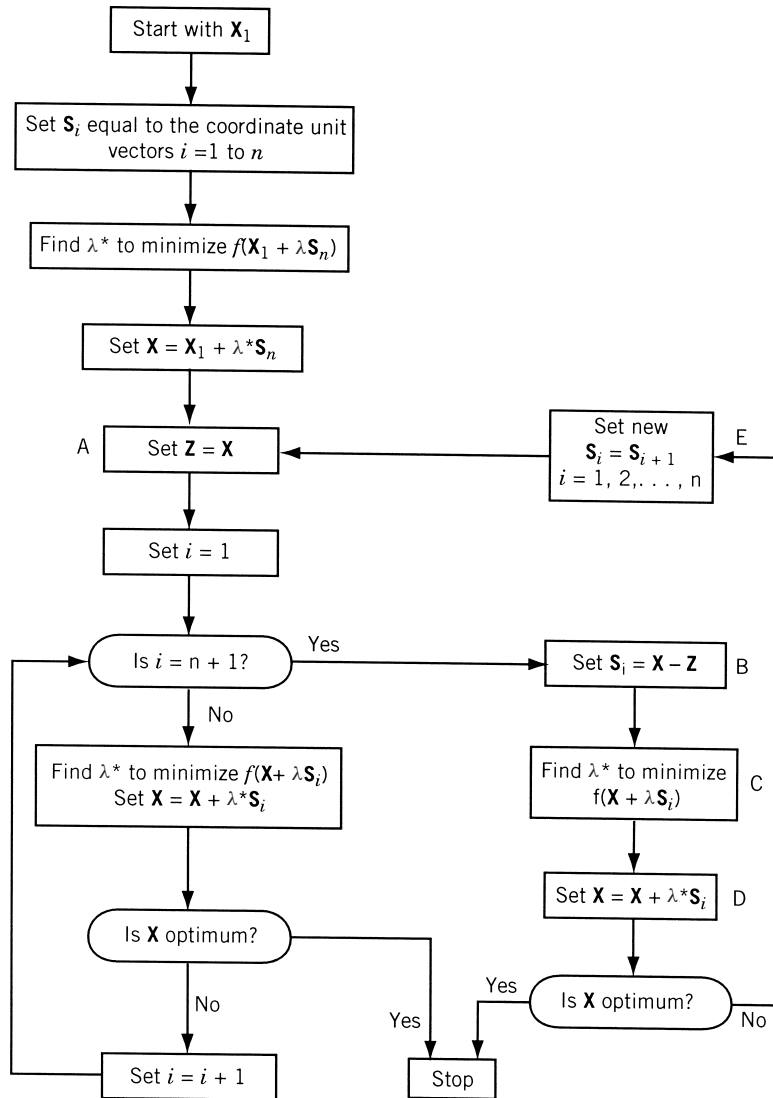 Start with X₁
Set Sᵢ equal to the coordinate unit
vectors i =1 to n
Find λ* to minimize f(X₁ + λSₙ)
Set X = X₁ + λ*Sₙ
A
Set Z = X
Set new
Sᵢ = Sᵢ ₊ ₁
i = 1, 2,. . . , n
E
Set i = 1
Is i = n + 1?
Yes
No
Set Sᵢ = X – Z
B
Find λ* to minimize f(X+ λSᵢ)
Set X = X + λ*Sᵢ
Find λ* to minimize
f(X + λSᵢ)
C
Set X = X + λ*Sᵢ
D
Is X optimum?
Yes
No
Is X optimum?
Yes
No
Set i = i + 1
Stop